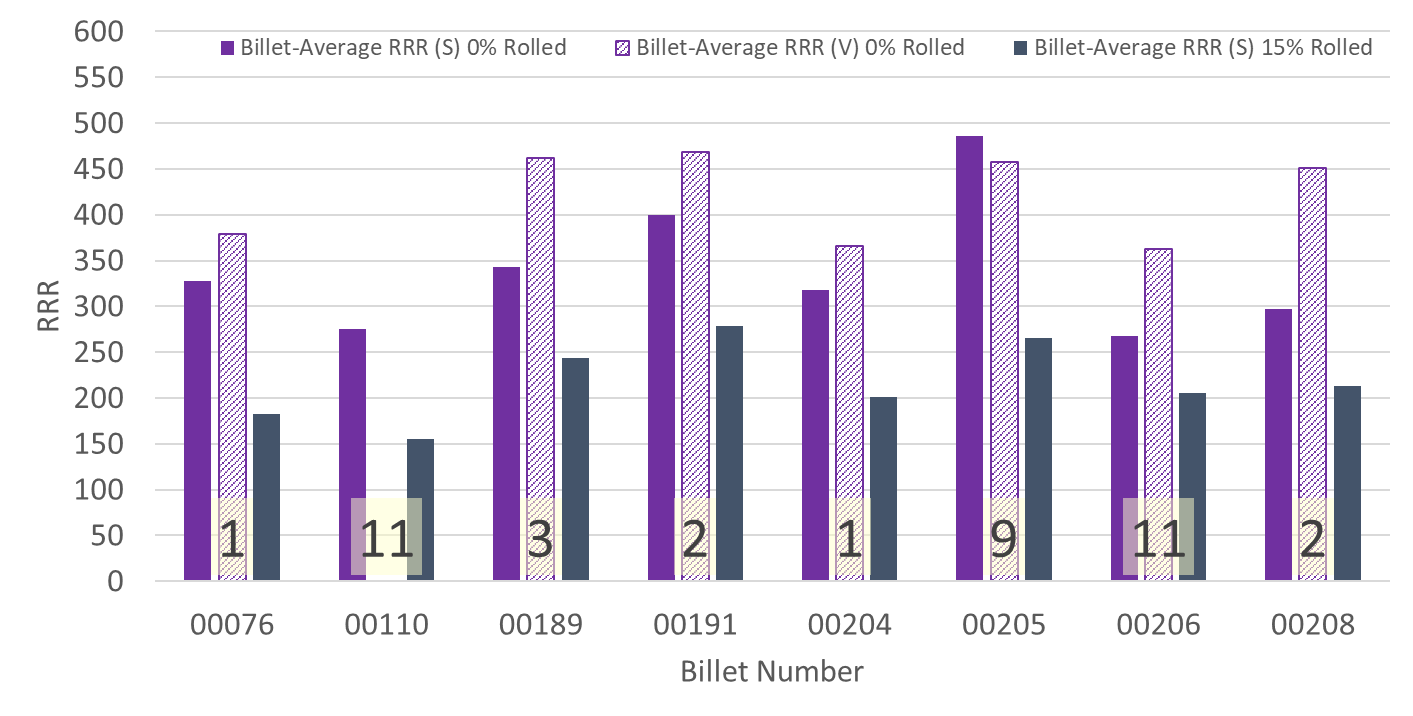 600
Billet-Average RRR (S) 0% Rolled Billet-Average RRR (V) 0% Rolled Billet-Average RRR (S) 15% Rolled
550
500
450
400
350
300
250
200
150
100
50
0
RRR
1 11 3 2 1 9 11 2
00076 00110 00189 00191 00204 00205 00206 00208
Billet Number